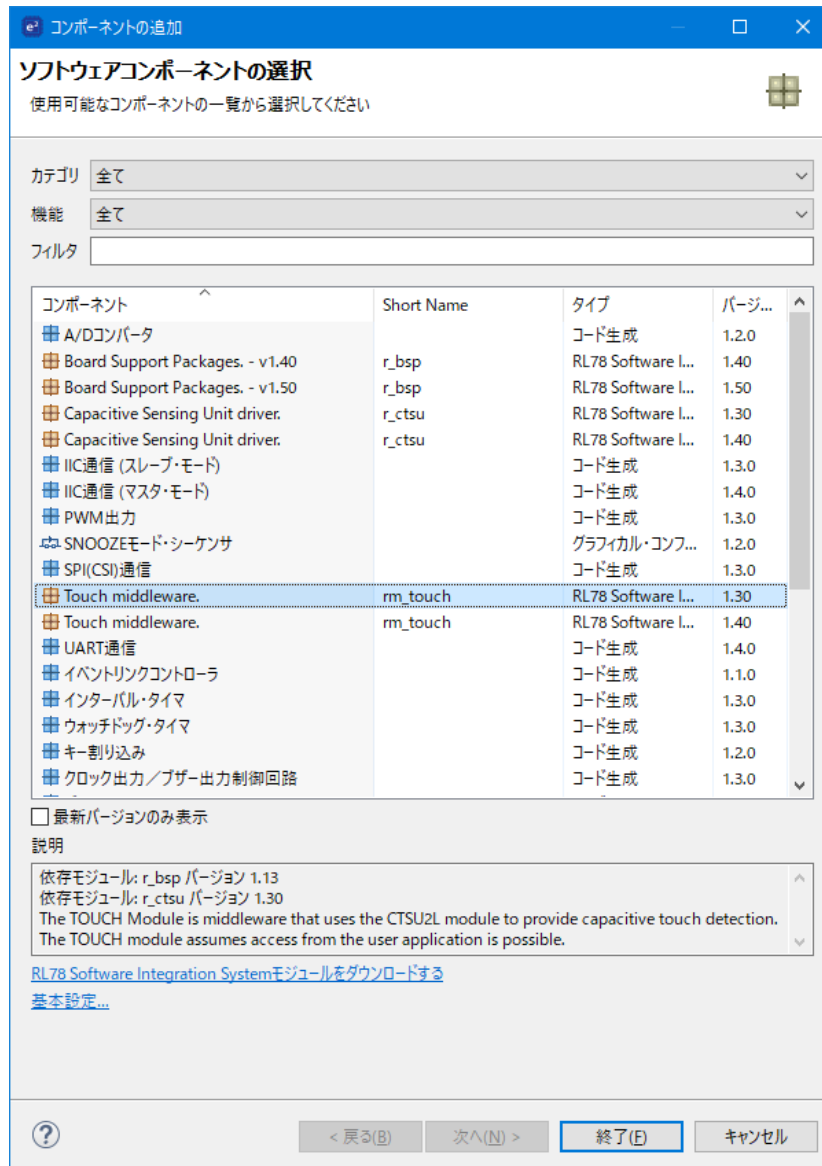 e² コンポーネントの追加
ソフトウェアコンポーネントの選択
使用可能なコンポーネントの一覧から選択してください
カテゴリ 全て
機能 全て
フィルタ
コンポーネント Short Name タイプ バージ...
A/Dコンバータ コード生成 1.2.0
Board Support Packages. - v1.40 r_bsp RL78 Software I... 1.40
Board Support Packages. - v1.50 r_bsp RL78 Software I... 1.50
Capacitive Sensing Unit driver. r_ctsu RL78 Software I... 1.30
Capacitive Sensing Unit driver. r_ctsu RL78 Software I... 1.40
IIC通信 (スレーブ・モード) コード生成 1.3.0
IIC通信 (マスタ・モード) コード生成 1.4.0
PWM出力 コード生成 1.3.0
SNOOZEモード・シーケンサ グラフィカル・コンフ... 1.2.0
SPI(CSI)通信 コード生成 1.3.0
Touch middleware. rm_touch RL78 Software I... 1.30
Touch middleware. rm_touch RL78 Software I... 1.40
UART通信 コード生成 1.4.0
イベントリンクコントローラ コード生成 1.1.0
インターバル・タイマ コード生成 1.3.0
ウォッチドッグ・タイマ コード生成 1.3.0
キー割り込み コード生成 1.2.0
クロック出力／ブザー出力制御回路 コード生成 1.3.0
最新バージョンのみ表示
説明
依存モジュール: r_bsp バージョン 1.13
依存モジュール: r_ctsu バージョン 1.30
The TOUCH Module is middleware that uses the CTSU2L module to provide capacitive touch detection.
The TOUCH module assumes access from the user application is possible.
RL78 Software Integration Systemモジュールをダウンロードする
基本設定...
? < 戻る(B) 次へ(N) > 終了(F) キャンセル